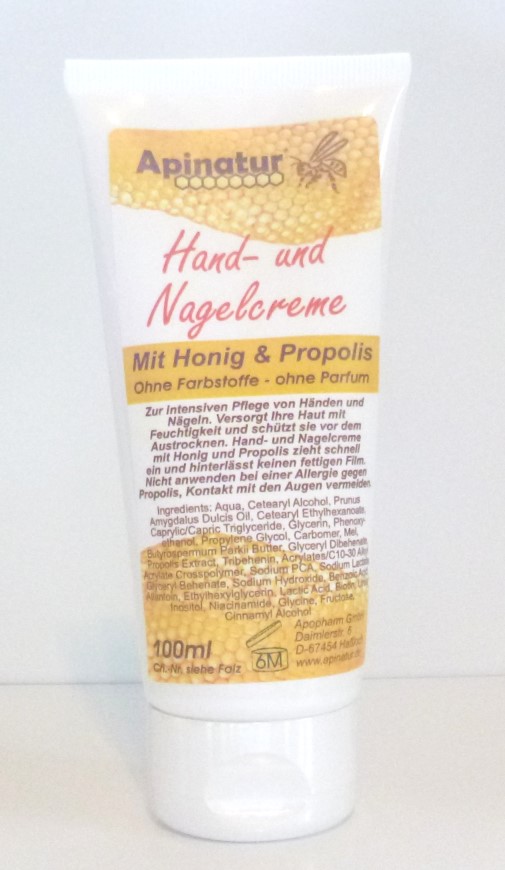 Apinatur
Hand- und
Nagelcreme
Mit Honig & Propolis
Ohne Farbstoffe - ohne Parfum
Zur intensiven Pflege von Händen und
Nägeln. Versorgt Ihre Haut mit
Feuchtigkeit und schützt sie vor dem
Austrocknen. Hand- und Nagelcreme
mit Honig und Propolis zieht schnell
ein und hinterlässt keinen fettigen Film.
Nicht anwenden bei einer Allergie gegen
Propolis, Kontakt mit den Augen vermeiden.
Ingredients: Aqua, Cetearyl Alcohol, Prunus
Amygdalus Dulcis Oil, Cetearyl Ethylhexanoate,
Caprylic/Capric Triglyceride, Glycerin, Phenoxy-
ethanol, Propylene Glycol, Carbomer, Mel,
Butyrospermum Parkii Butter, Glyceryl Dibehenate,
Propolis Extract, Tribehenin, Acrylates/C10-30 Alkyl
Acrylate Crosspolymer, Sodium PCA, Sodium Lactate,
Glyceryl Behenate, Sodium Hydroxide, Benzoic Acid,
Allantoin, Ethylhexylglycerin, Lactic Acid, Biotin, Urea,
Inositol, Niacinamide, Glycine, Fructose,
Cinnamyl Alcohol
100ml
Ch.-Nr. siehe Falz
6M
Apopharm GmbH
Daimlerstr. 5
D-67454
www.apinatur.de